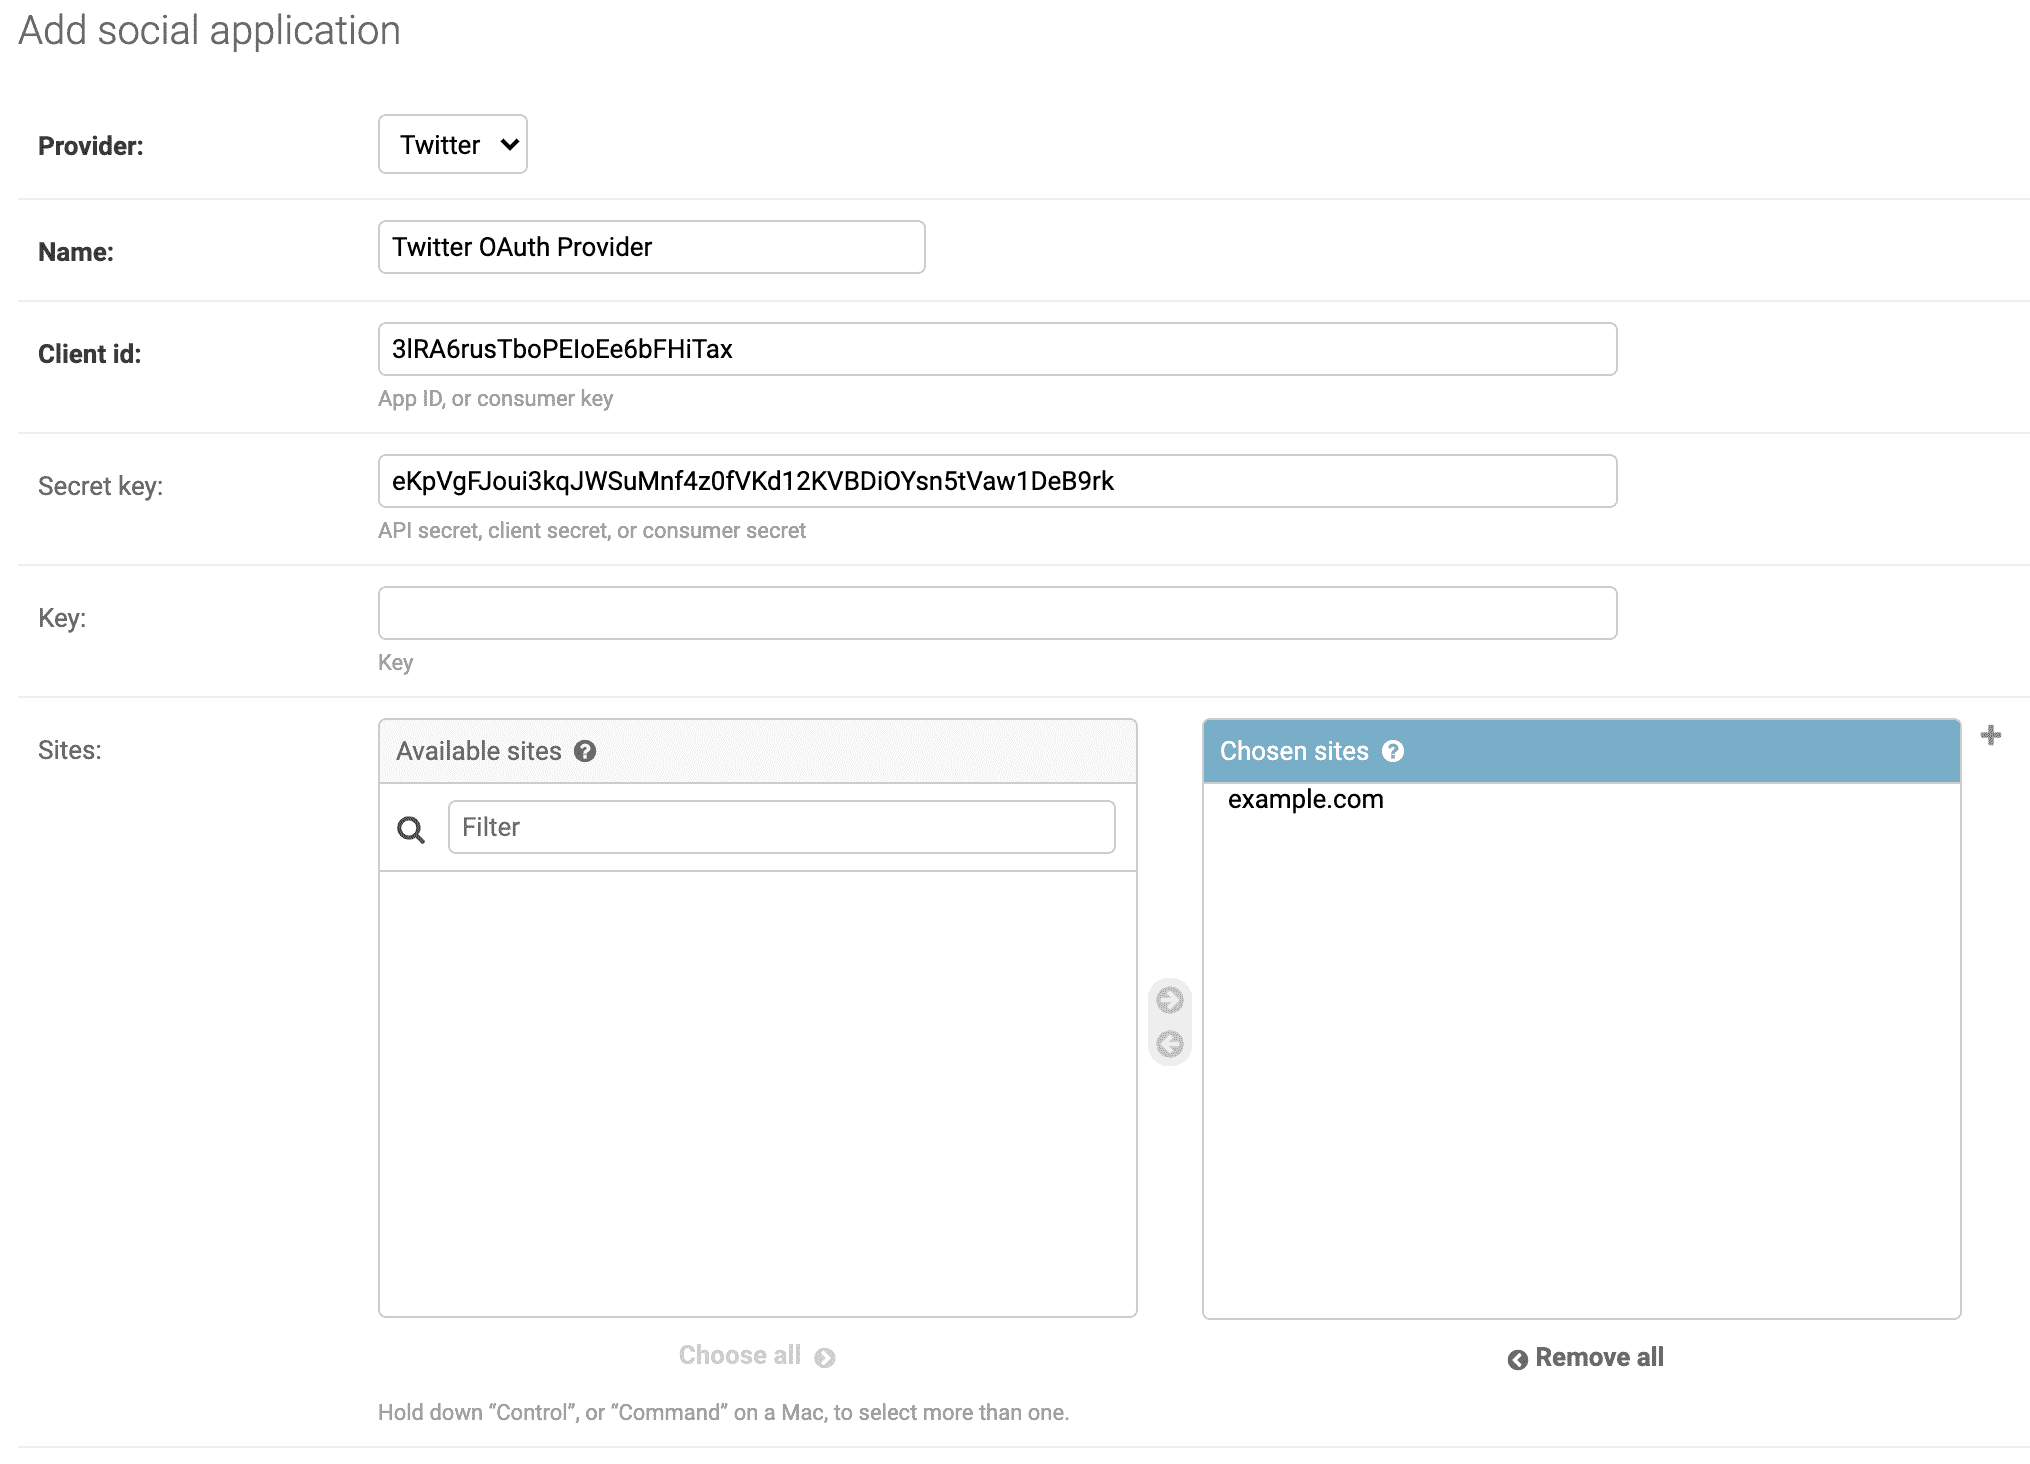 Add social application
Provider:
Twitter
Name:
Twitter OAuth Provider
Client id:
3lRA6rusTboPEIoEe6bFHiTax
App ID, or consumer key
Secret key:
eKpVgFJoui3kqJWSuMnf4z0fVKd12KVBDiOYsn5tVaw1DeB9rk
API secret, client secret, or consumer secret
Key:
Key
Sites:
Available sites ?
Filter
Chosen sites ?
example.com
Choose all
Remove all
Hold down “Control”, or “Command” on a Mac, to select more than one.